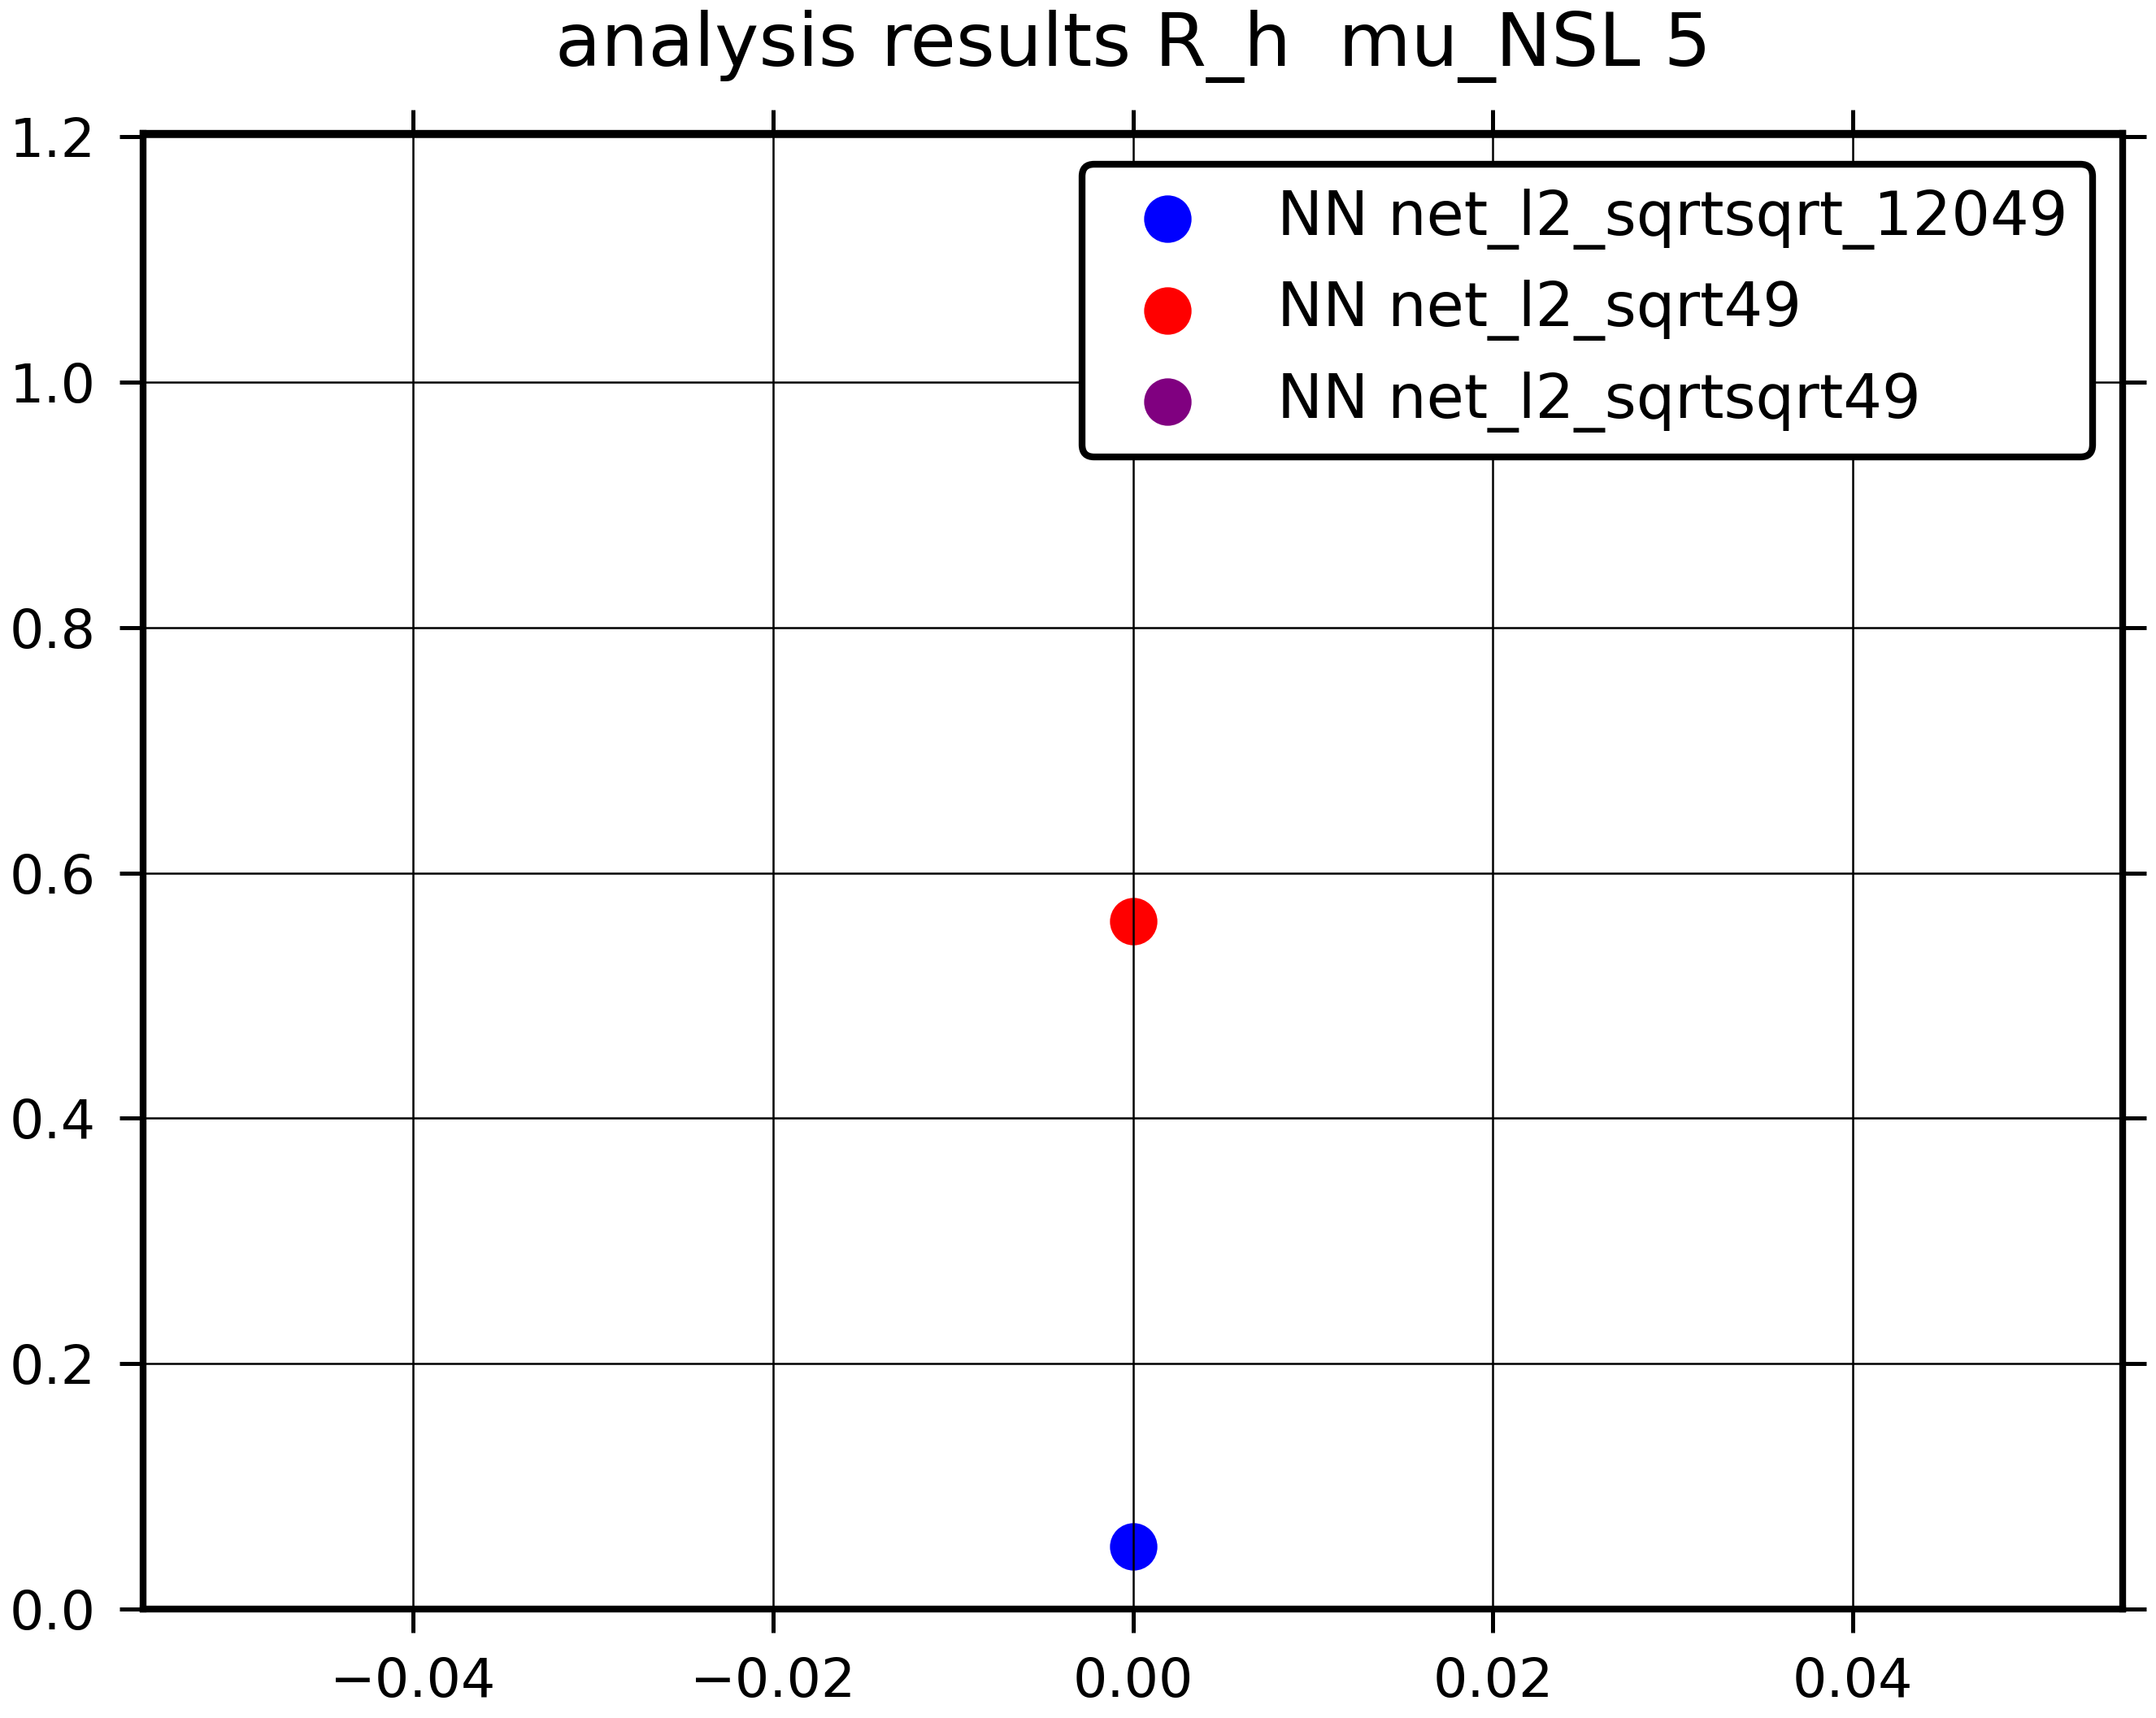 analysis results R_h  mu_NSL 5
1.2
1.0
0.8
0.6
0.4
0.2
0.0
NN net_l2_sqrtsqrt_12049
NN net_l2_sqrt49
NN net_l2_sqrtsqrt49
−0.04 −0.02 0.00 0.02 0.04